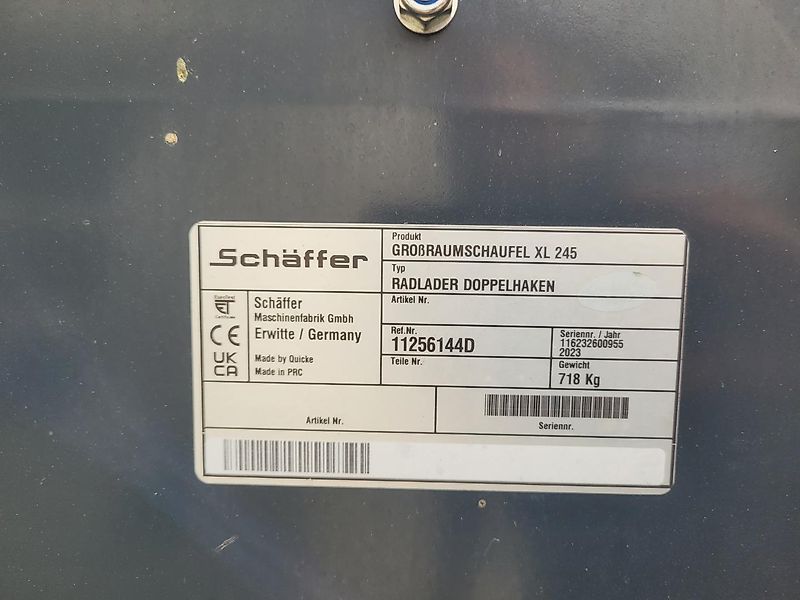 Schäffer
Produkt
GROßRAUMSCHAUFEL XL 245
Typ
RADLADER DOPPELHAKEN
Artikel Nr.
Schäffer
Maschinenfabrik Gmbh
Erwitte / Germany
Made by Quicke
Made in PRC
CE
UK
CA
Ref.Nr.
11256144D
Seriennr. / Jahr
116232600955
2023
Teile Nr.
Gewicht
718 Kg
Artikel Nr.
Seriennr.